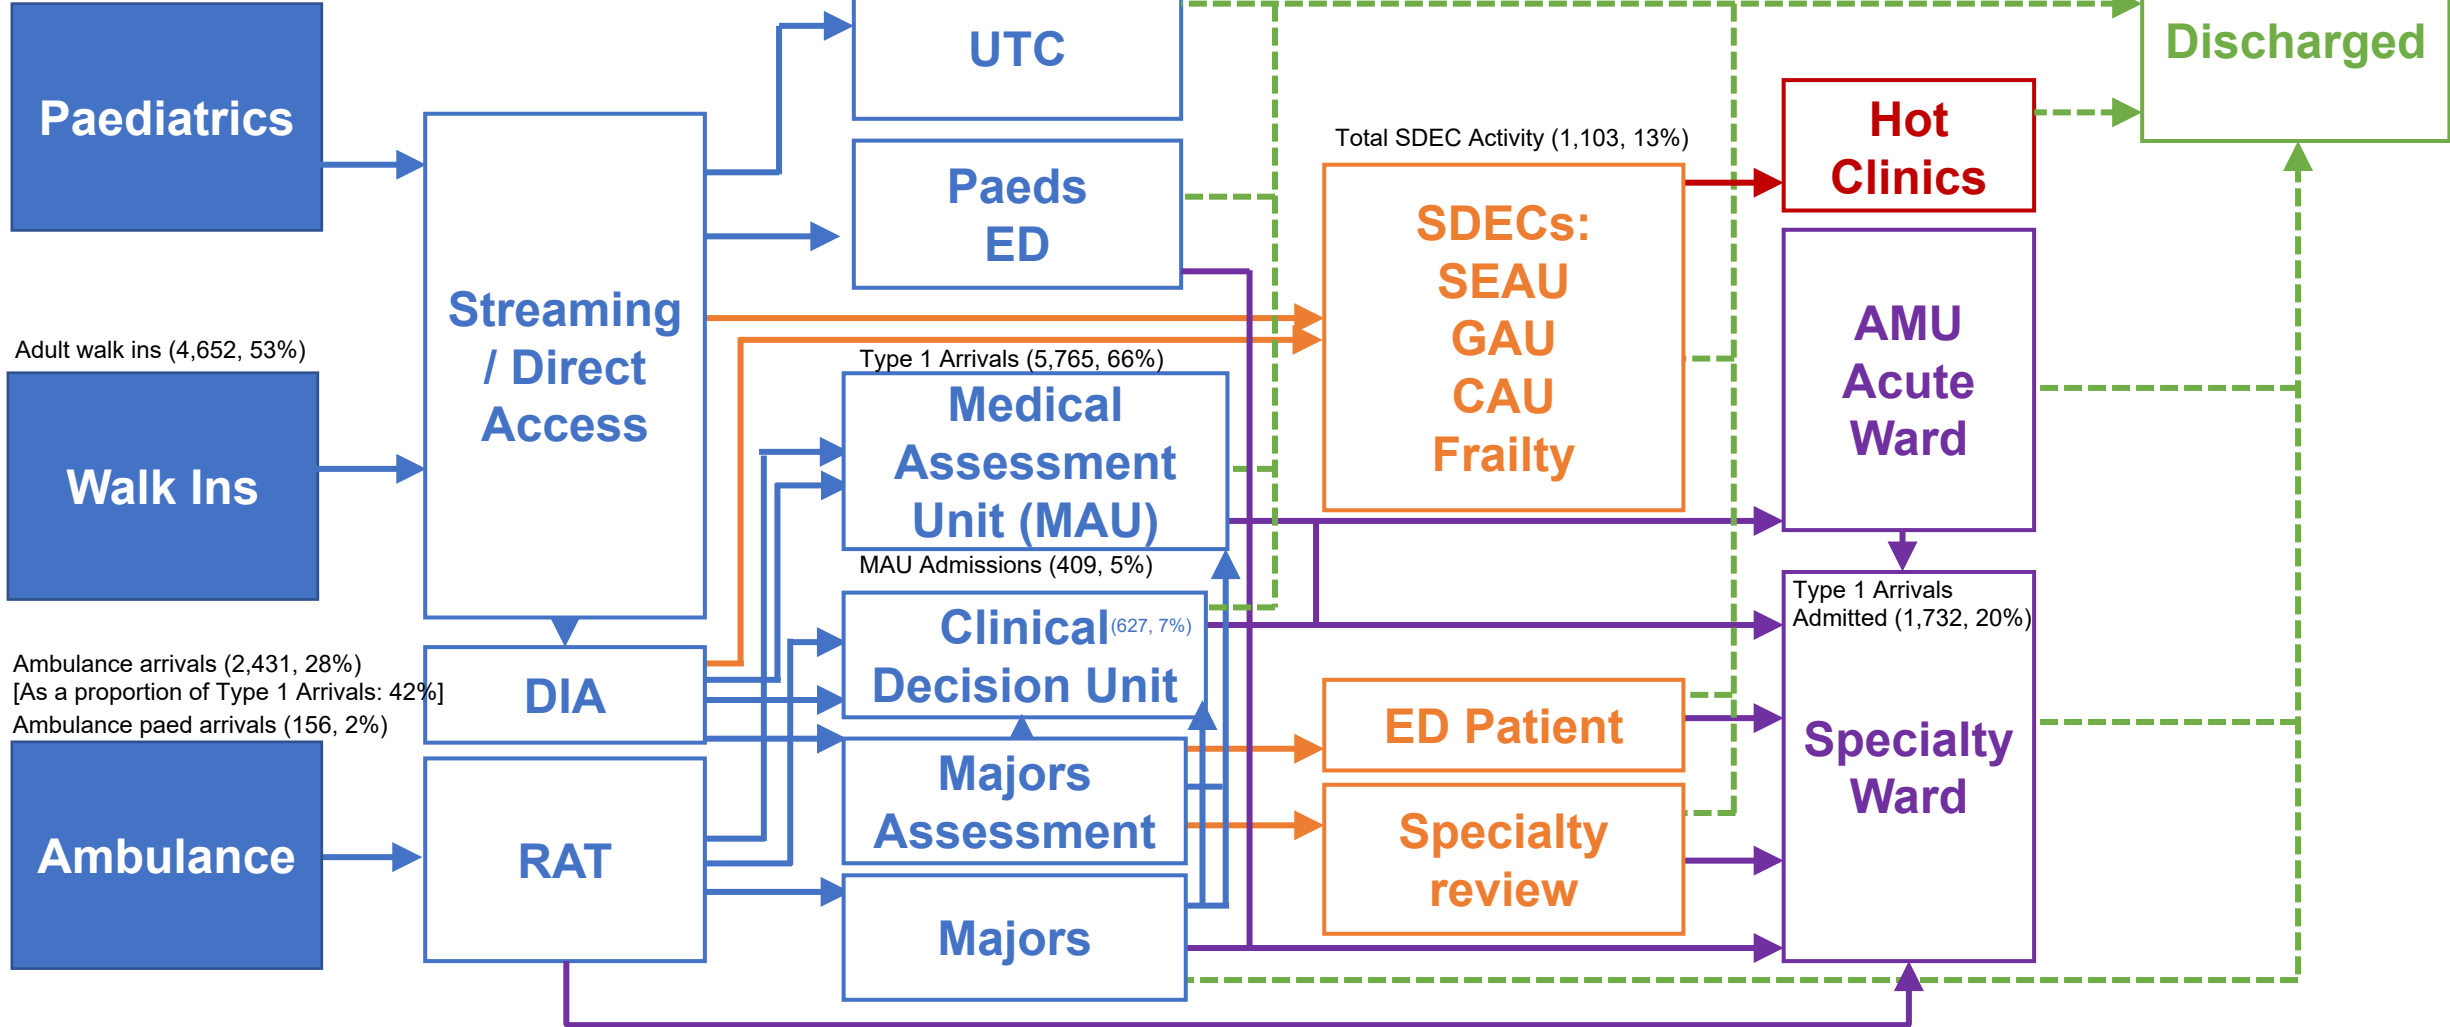 Paediatrics
Adult walk ins (4,652, 53%)
Walk Ins
Ambulance arrivals (2,431, 28%)
[As a proportion of Type 1 Arrivals: 42%]
Ambulance paed arrivals (156, 2%)
Ambulance
Streaming
/ Direct
Access
DIA
RAT
UTC
Paeds
ED
Type 1 Arrivals (5,765, 66%)
Medical
Assessment
Unit (MAU)
MAU Admissions (409, 5%)
Clinical (627, 7%)
Decision Unit
Majors
Assessment
Majors
Total SDEC Activity (1,103, 13%)
SDECs:
SEAU
GAU
CAU
Frailty
ED Patient
Specialty
review
Hot
Clinics
AMU
Acute
Ward
Type 1 Arrivals
Admitted (1,732, 20%)
Specialty
Ward
Discharged